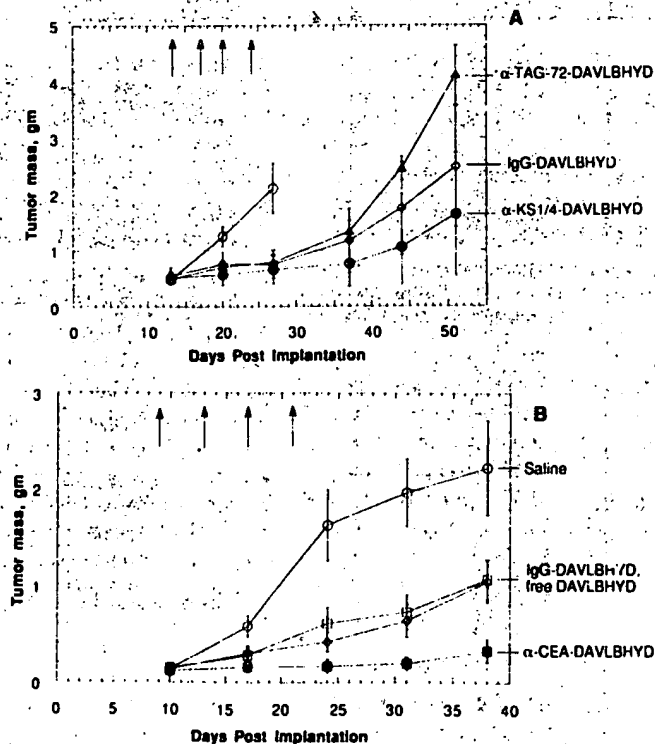 A
5
4
3
2
1
0
Tumor mass, gm
α-TAG-72-DAVLBHYD
IgG-DAVLBHYD
α-KS1/4-DAVLBHYD
0 10 20 30 40 50
Days Post Implantation
B
3
2
1
0
Tumor mass, gm
Saline
IgG-DAVLBHYD,
free DAVLBHYD
α-CEA-DAVLBHYD
0 5 10 15 20 25 30 35 40
Days Post Implantation